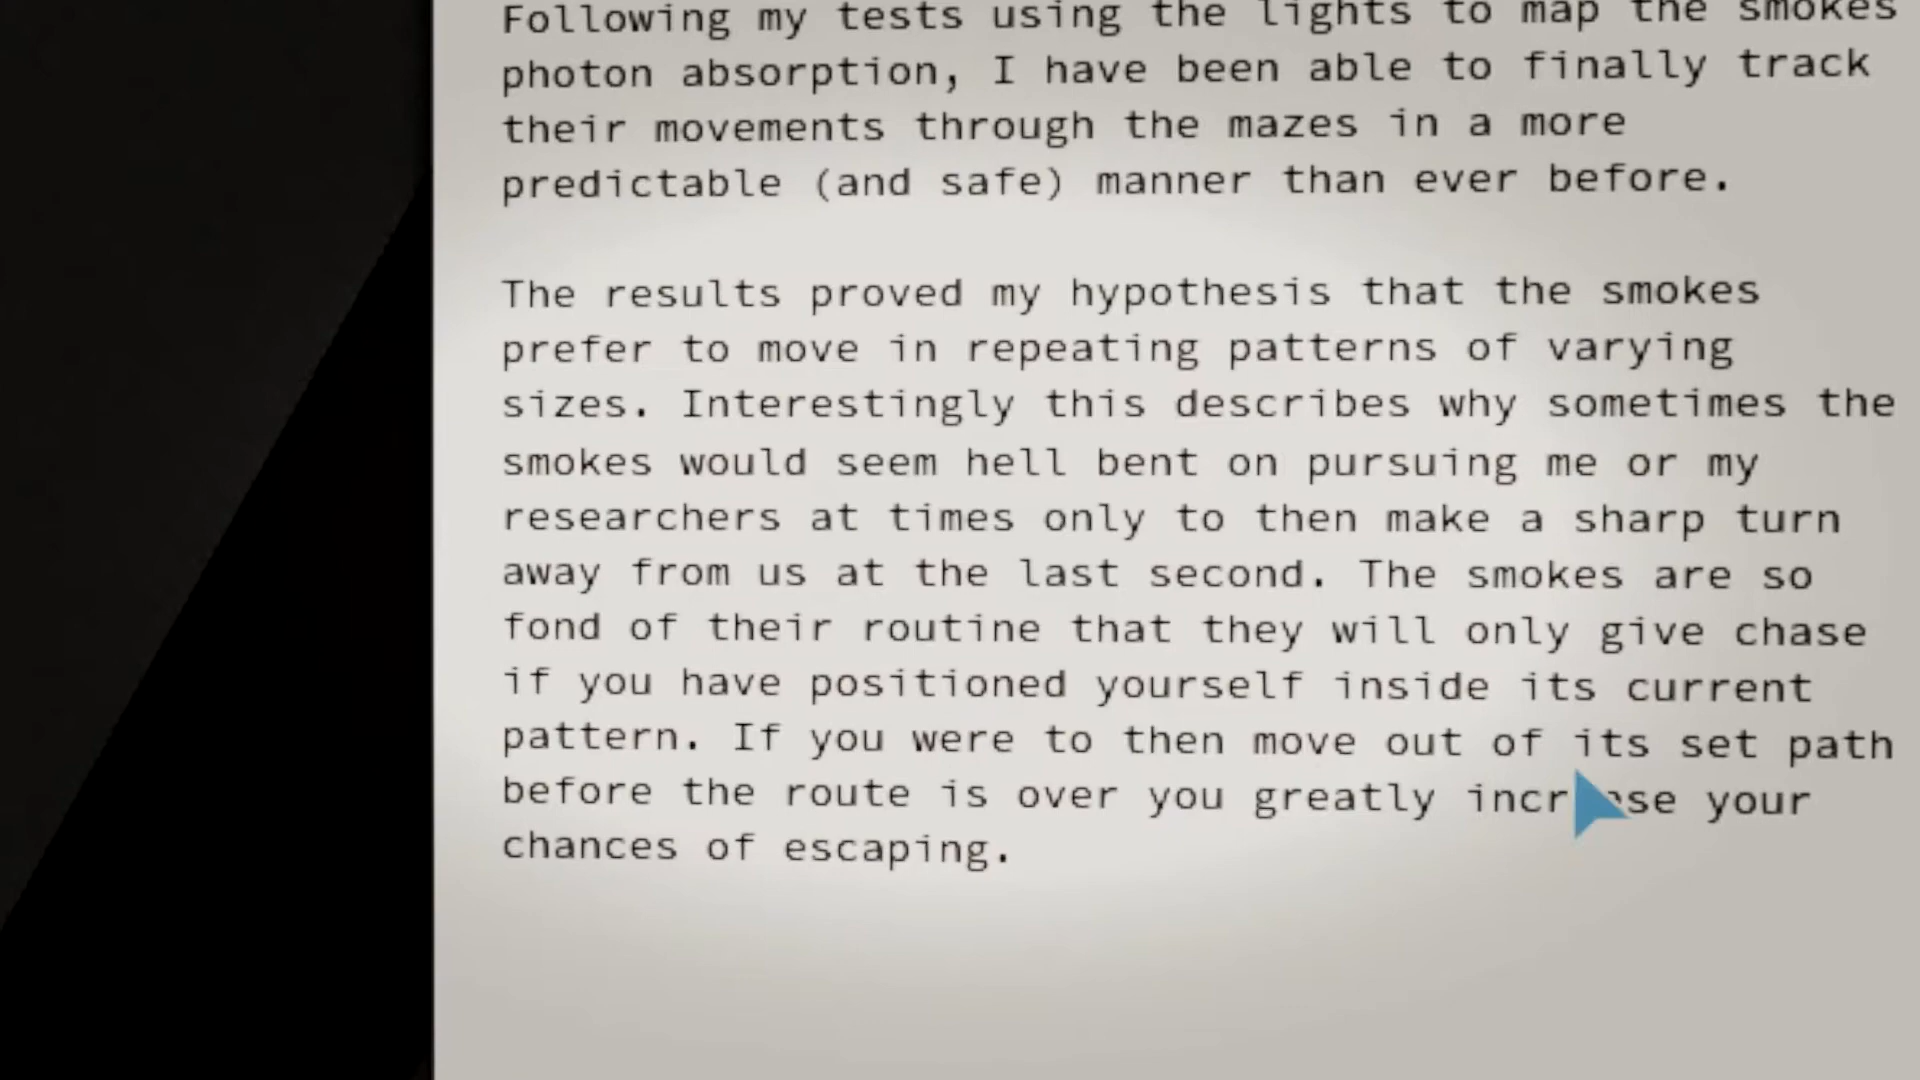 Following my tests using the lights to map the smokes
photon absorption, I have been able to finally track
their movements through the mazes in a more
predictable (and safe) manner than ever before.
The results proved my hypothesis that the smokes
prefer to move in repeating patterns of varying
sizes. Interestingly this describes why sometimes the
smokes would seem hell bent on pursuing me or my
researchers at times only to then make a sharp turn
away from us at the last second. The smokes are so
fond of their routine that they will only give chase
if you have positioned yourself inside its current
pattern. If you were to then move out of its set path
before the route is over you greatly increase your
chances of escaping.